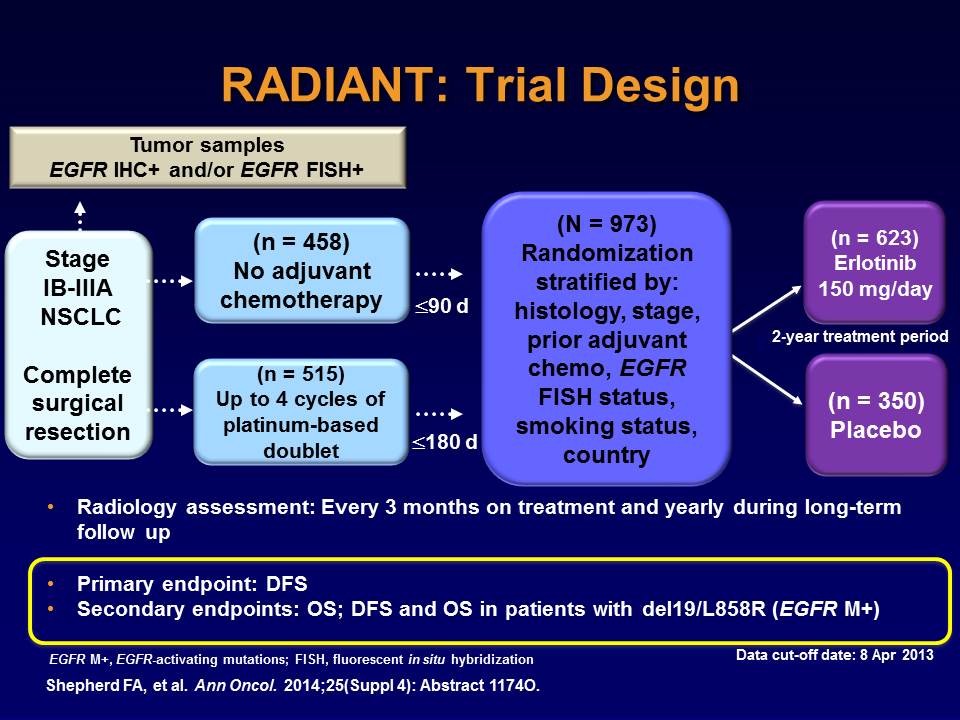 RADIANT: Trial Design
Tumor samples
EGFR IHC+ and/or EGFR FISH+
Stage
IB-IIIA
NSCLC
Complete
surgical
resection
(n = 458)
No adjuvant
chemotherapy
≤90 d
(n = 515)
Up to 4 cycles of
platinum-based
doublet
≤180 d
(N = 973)
Randomization
stratified by:
histology, stage,
prior adjuvant
chemo, EGFR
FISH status,
smoking status,
country
(n = 623)
Erlotinib
150 mg/day
2-year treatment period
(n = 350)
Placebo
• Radiology assessment: Every 3 months on treatment and yearly during long-term
follow up
• Primary endpoint: DFS
• Secondary endpoints: OS; DFS and OS in patients with del19/L858R (EGFR M+)
EGFR M+, EGFR-activating mutations; FISH, fluorescent in situ hybridization
Data cut-off date: 8 Apr 2013
Shepherd FA, et al. Ann Oncol. 2014;25(Suppl 4): Abstract 1174O.